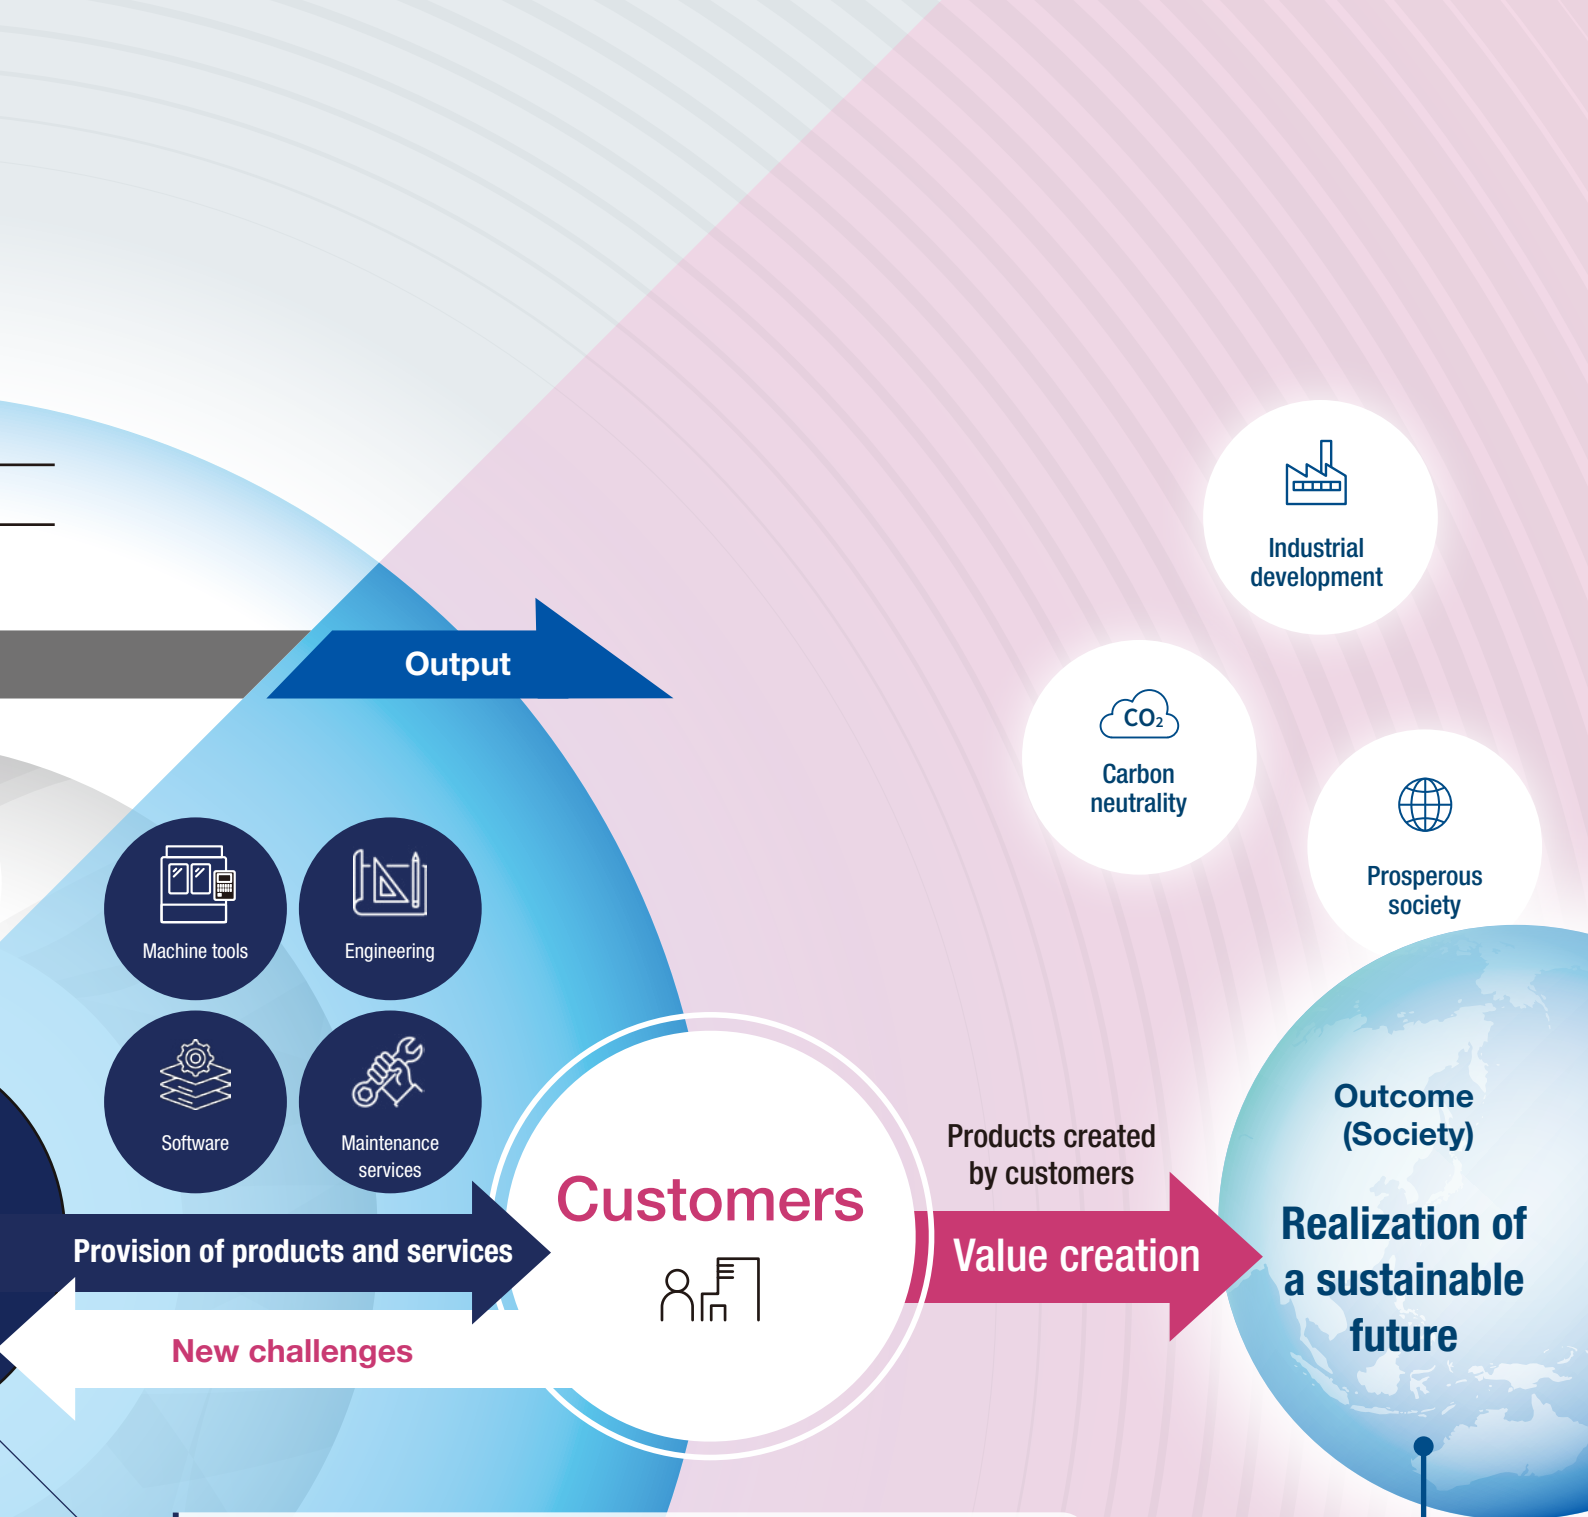 Industrial
development
Output
CO₂
Carbon
neutrality
Prosperous
society
Machine tools
Engineering
Software
Maintenance
services
Outcome
(Society)
Realization of
a sustainable
future
Products created
by customers
Value creation
Customers
Provision of products and services
New challenges